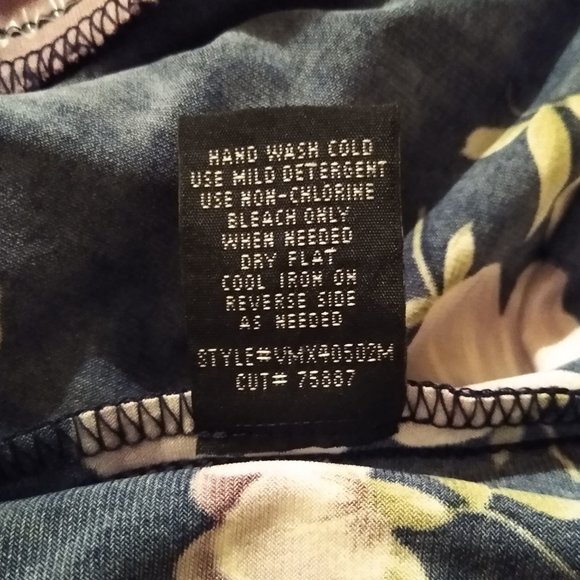 HAND WASH COLD
USE MILD DETERGENT
USE NON-CHLORINE
BLEACH ONLY
WHEN NEEDED
DRY FLAT
COOL IRON ON
REVERSE SIDE
AS NEEDED
STYLE#VMX40502M
CUT# 75887